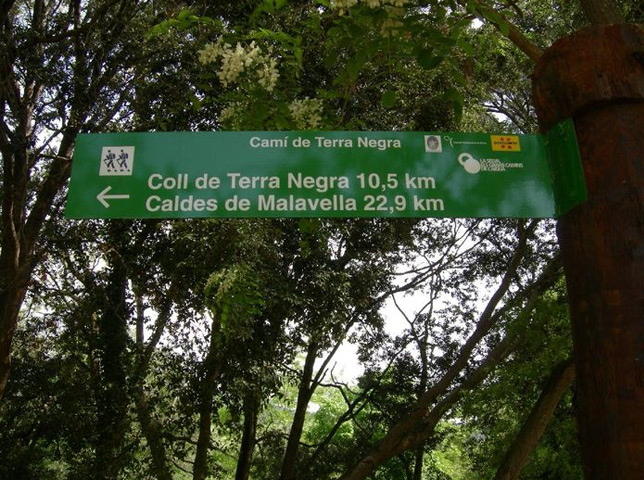 Camí de Terra Negra
Coll de Terra Negra 10,5 km
Caldes de Malavella 22,9 km